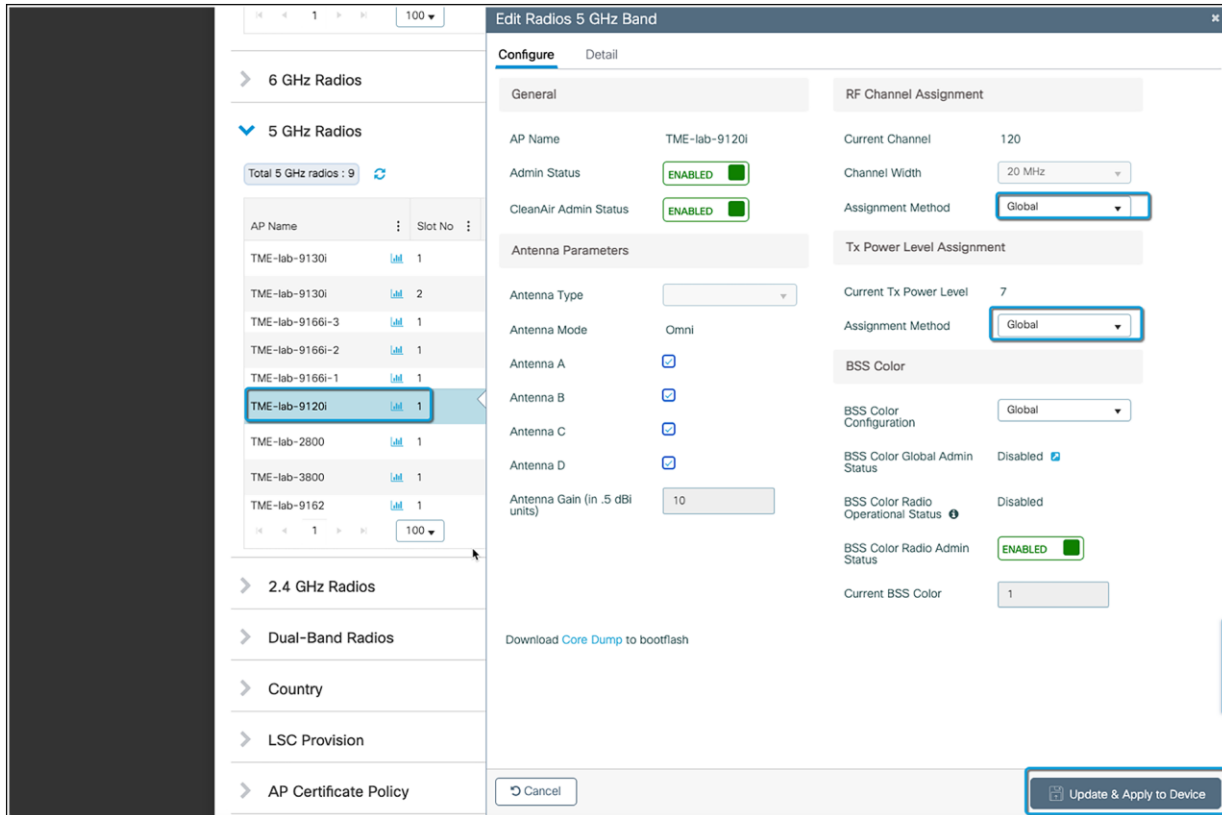 1
100
6 GHz Radios
5 GHz Radios
Total 5 GHz radios : 9
AP Name
Slot No
TME-lab-9130i 1
TME-lab-9130i 2
TME-lab-9166i-3 1
TME-lab-9166i-2 1
TME-lab-9166i-1 1
TME-lab-9120i 1
TME-lab-2800 1
TME-lab-3800 1
TME-lab-9162 1
1
100
2.4 GHz Radios
Dual-Band Radios
Country
LSC Provision
AP Certificate Policy
Edit Radios 5 GHz Band
Configure
Detail
General
AP Name TME-lab-9120i
Admin Status ENABLED
CleanAir Admin Status ENABLED
Antenna Parameters
Antenna Type
Antenna Mode Omni
Antenna A
Antenna B
Antenna C
Antenna D
Antenna Gain (in .5 dBi
units)
10
Download Core Dump to bootflash
RF Channel Assignment
Current Channel 120
Channel Width 20 MHz
Assignment Method Global
Tx Power Level Assignment
Current Tx Power Level 7
Assignment Method Global
BSS Color
BSS Color
Configuration
Global
BSS Color Global Admin
Status
Disabled
BSS Color Radio
Operational Status
Disabled
BSS Color Radio Admin
Status
ENABLED
Current BSS Color 1
Cancel
Update & Apply to Device